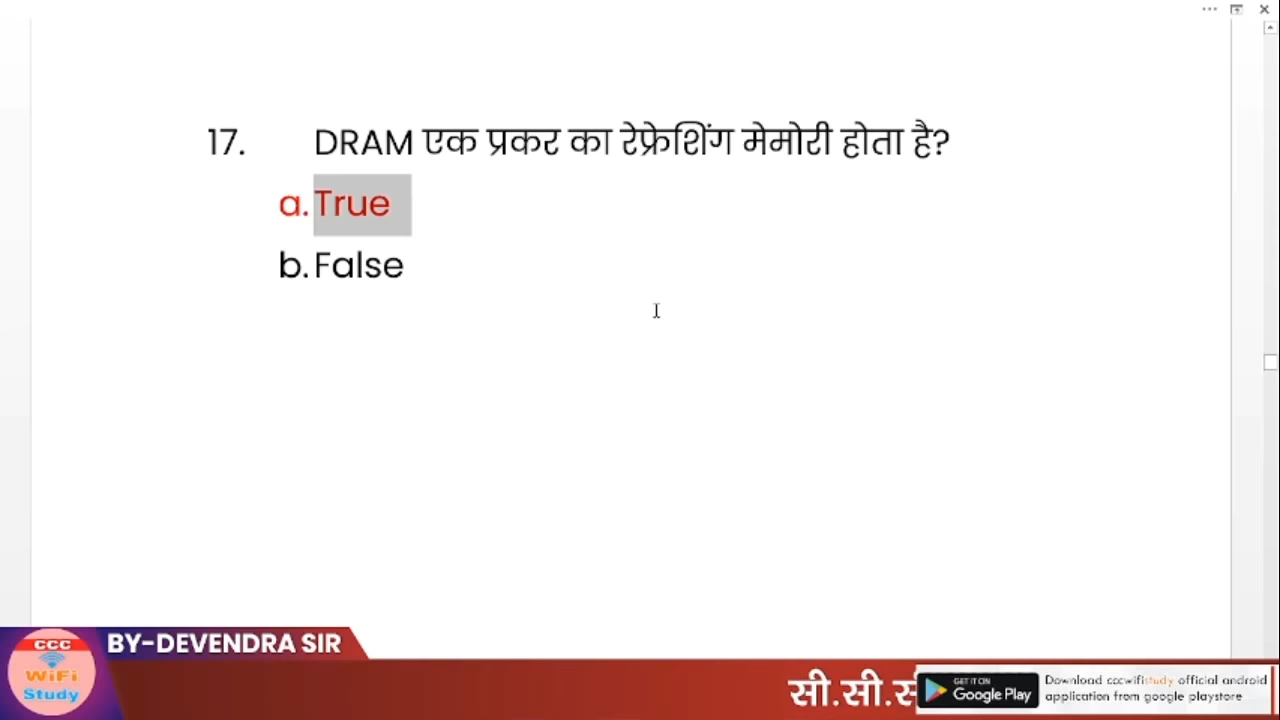 17. DRAM एक प्रकर का रेफ्रेशिंग मेमोरी होता है?
a. True
b. False
BY-DEVENDRA SIR
CCC
WiFi
Study
सी.सी.स
GET IT ON
Google Play
Download cccwifistudy official android
application from google playstore